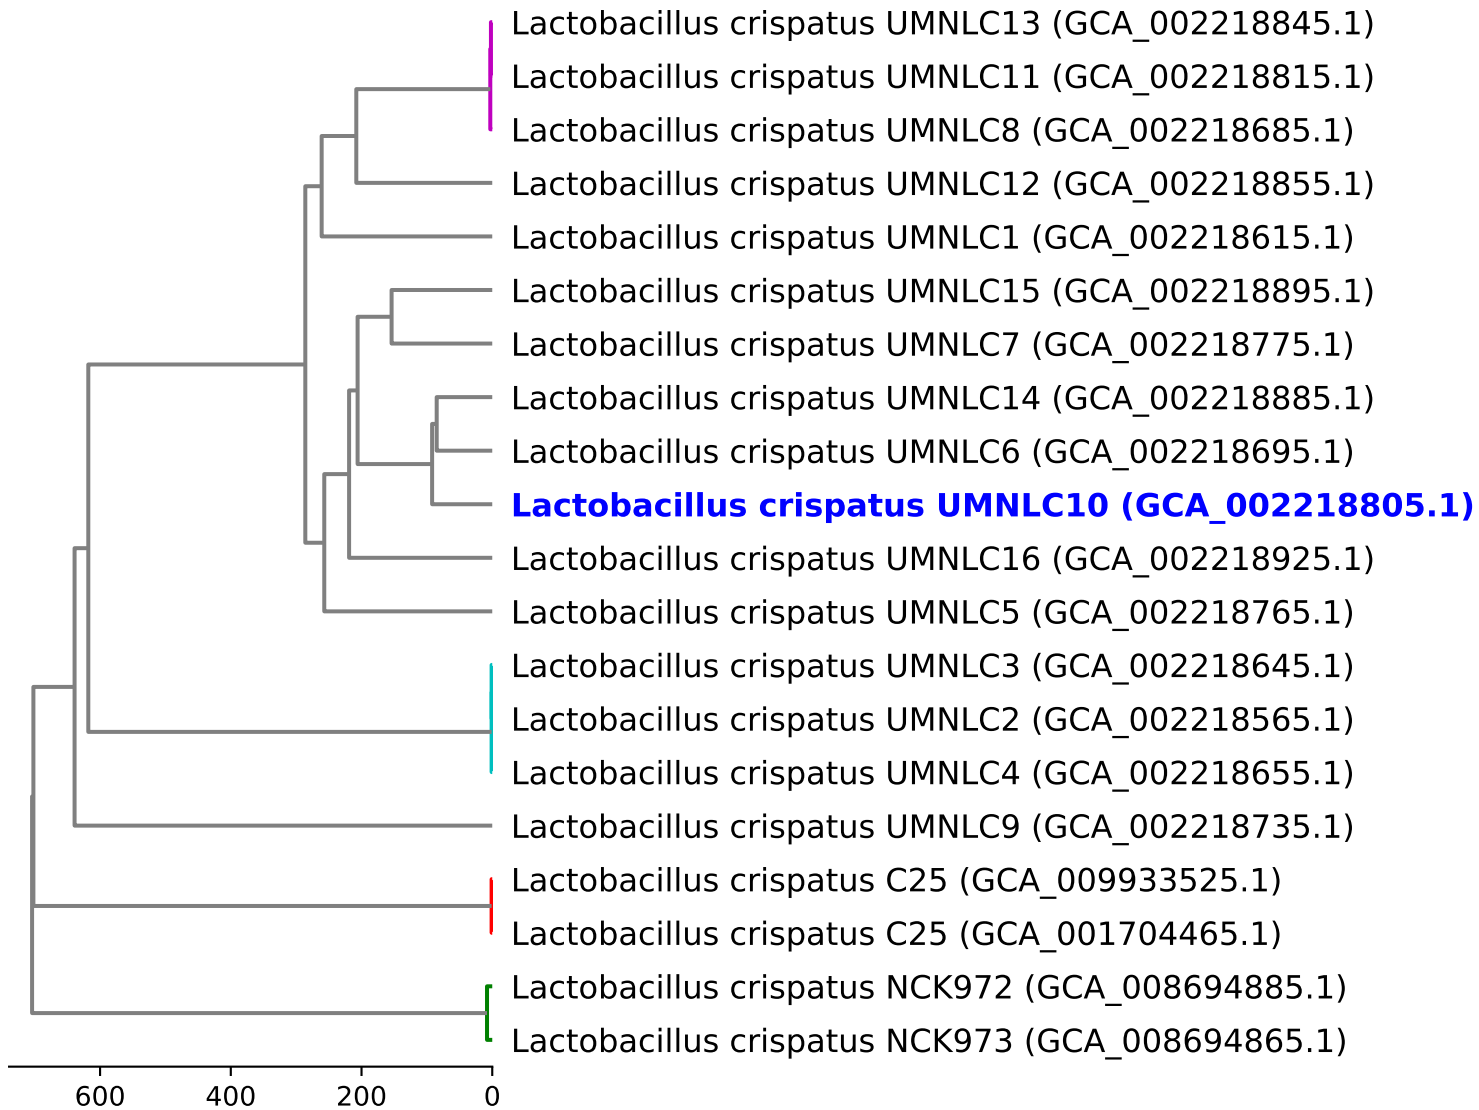 Lactobacillus crispatus UMNLC13 (GCA_002218845.1)
Lactobacillus crispatus UMNLC11 (GCA_002218815.1)
Lactobacillus crispatus UMNLC8 (GCA_002218685.1)
Lactobacillus crispatus UMNLC12 (GCA_002218855.1)
Lactobacillus crispatus UMNLC1 (GCA_002218615.1)
Lactobacillus crispatus UMNLC15 (GCA_002218895.1)
Lactobacillus crispatus UMNLC7 (GCA_002218775.1)
Lactobacillus crispatus UMNLC14 (GCA_002218885.1)
Lactobacillus crispatus UMNLC6 (GCA_002218695.1)
Lactobacillus crispatus UMNLC10 (GCA_002218805.1)
Lactobacillus crispatus UMNLC16 (GCA_002218925.1)
Lactobacillus crispatus UMNLC5 (GCA_002218765.1)
Lactobacillus crispatus UMNLC3 (GCA_002218645.1)
Lactobacillus crispatus UMNLC2 (GCA_002218565.1)
Lactobacillus crispatus UMNLC4 (GCA_002218655.1)
Lactobacillus crispatus UMNLC9 (GCA_002218735.1)
Lactobacillus crispatus C25 (GCA_009933525.1)
Lactobacillus crispatus C25 (GCA_001704465.1)
Lactobacillus crispatus NCK972 (GCA_008694885.1)
Lactobacillus crispatus NCK973 (GCA_008694865.1)
600 400 200 0